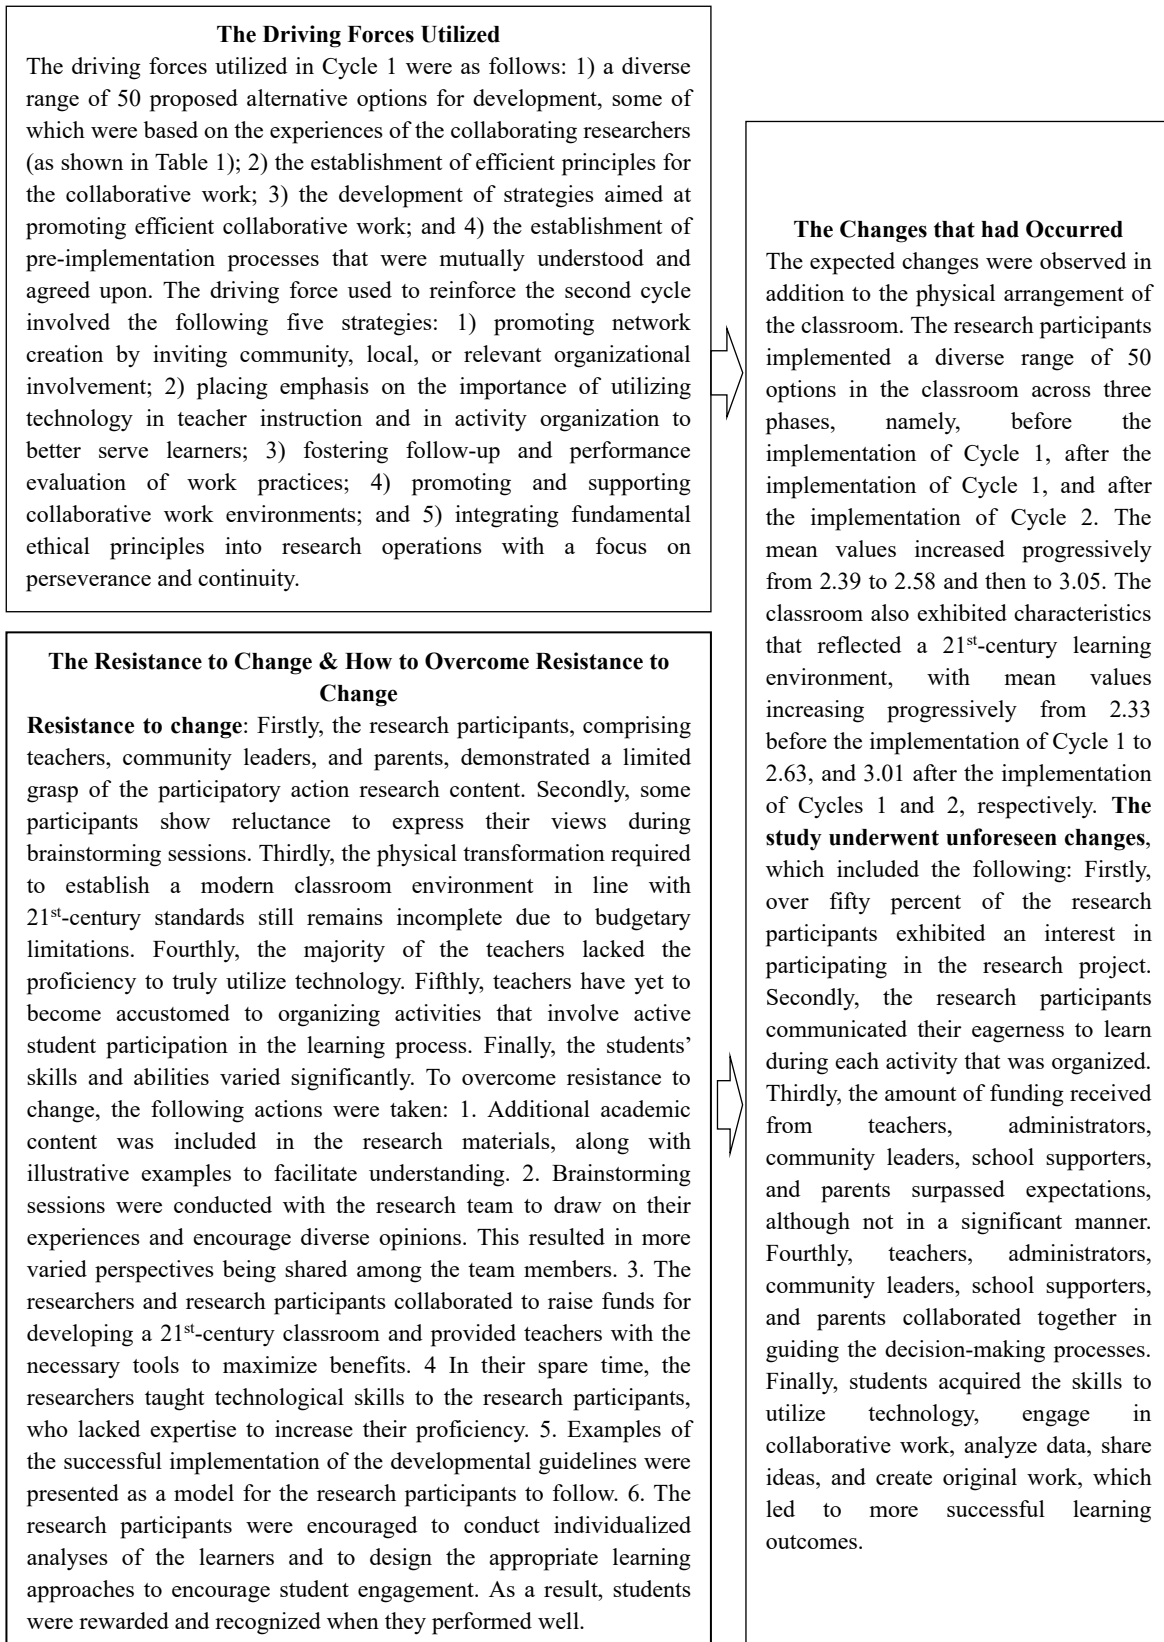 The Driving Forces Utilized
The driving forces utilized in Cycle 1 were as follows: 1) a diverse
range of 50 proposed alternative options for development, some of
which were based on the experiences of the collaborating researchers
(as shown in Table 1); 2) the establishment of efficient principles for
the collaborative work; 3) the development of strategies aimed at
promoting efficient collaborative work; and 4) the establishment of
pre-implementation processes that were mutually understood and
agreed upon. The driving force used to reinforce the second cycle
involved the following five strategies: 1) promoting network
creation by inviting community, local, or relevant organizational
involvement; 2) placing emphasis on the importance of utilizing
technology in teacher instruction and in activity organization to
better serve learners; 3) fostering follow-up and performance
evaluation of work practices; 4) promoting and supporting
collaborative work environments; and 5) integrating fundamental
ethical principles into research operations with a focus on
perseverance and continuity.
The Resistance to Change & How to Overcome Resistance to
Change
Resistance to change: Firstly, the research participants, comprising
teachers, community leaders, and parents, demonstrated a limited
grasp of the participatory action research content. Secondly, some
participants show reluctance to express their views during
brainstorming sessions. Thirdly, the physical transformation required
to establish a modern classroom environment in line with
21st-century standards still remains incomplete due to budgetary
limitations. Fourthly, the majority of the teachers lacked the
proficiency to truly utilize technology. Fifthly, teachers have yet to
become accustomed to organizing activities that involve active
student participation in the learning process. Finally, the students’
skills and abilities varied significantly. To overcome resistance to
change, the following actions were taken: 1. Additional academic
content was included in the research materials, along with
illustrative examples to facilitate understanding. 2. Brainstorming
sessions were conducted with the research team to draw on their
experiences and encourage diverse opinions. This resulted in more
varied perspectives being shared among the team members. 3. The
researchers and research participants collaborated to raise funds for
developing a 21st-century classroom and provided teachers with the
necessary tools to maximize benefits. 4 In their spare time, the
researchers taught technological skills to the research participants,
who lacked expertise to increase their proficiency. 5. Examples of
the successful implementation of the developmental guidelines were
presented as a model for the research participants to follow. 6. The
research participants were encouraged to conduct individualized
analyses of the learners and to design the appropriate learning
approaches to encourage student engagement. As a result, students
were rewarded and recognized when they performed well.
The Changes that had Occurred
The expected changes were observed in
addition to the physical arrangement of
the classroom. The research participants
implemented a diverse range of 50
options in the classroom across three
phases, namely, before the
implementation of Cycle 1, after the
implementation of Cycle 1, and after
the implementation of Cycle 2. The
mean values increased progressively
from 2.39 to 2.58 and then to 3.05. The
classroom also exhibited characteristics
that reflected a 21st-century learning
environment, with mean values
increasing progressively from 2.33
before the implementation of Cycle 1 to
2.63, and 3.01 after the implementation
of Cycles 1 and 2, respectively. The
study underwent unforeseen changes,
which included the following: Firstly,
over fifty percent of the research
participants exhibited an interest in
participating in the research project.
Secondly, the research participants
communicated their eagerness to learn
during each activity that was organized.
Thirdly, the amount of funding received
from teachers, administrators,
community leaders, school supporters,
and parents surpassed expectations,
although not in a significant manner.
Fourthly, teachers, administrators,
community leaders, school supporters,
and parents collaborated together in
guiding the decision-making processes.
Finally, students acquired the skills to
utilize technology, engage in
collaborative work, analyze data, share
ideas, and create original work, which
led to more successful learning
outcomes.